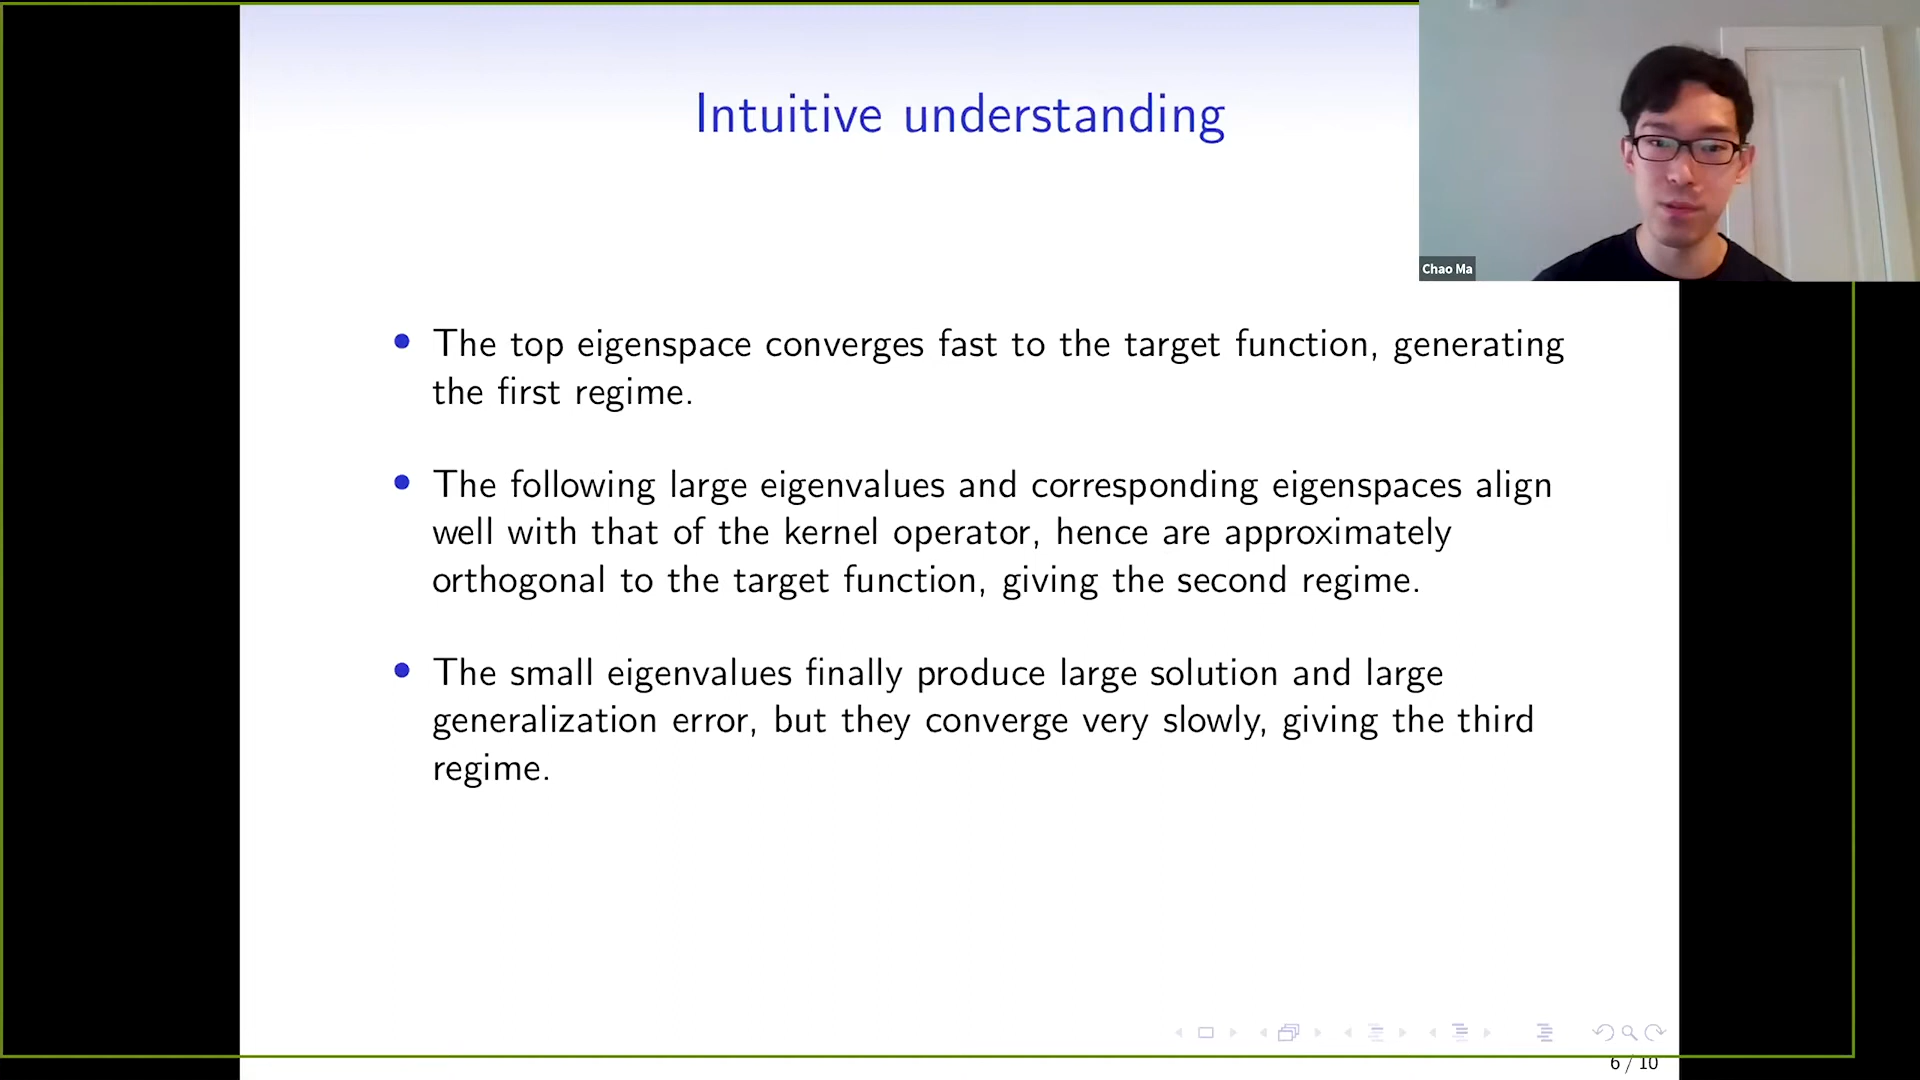 Intuitive understanding
Chao Ma
The top eigenspace converges fast to the target function, generating
the first regime.
The following large eigenvalues and corresponding eigenspaces align
well with that of the kernel operator, hence are approximately
orthogonal to the target function, giving the second regime.
The small eigenvalues finally produce large solution and large
generalization error, but they converge very slowly, giving the third
regime.
6 / 10